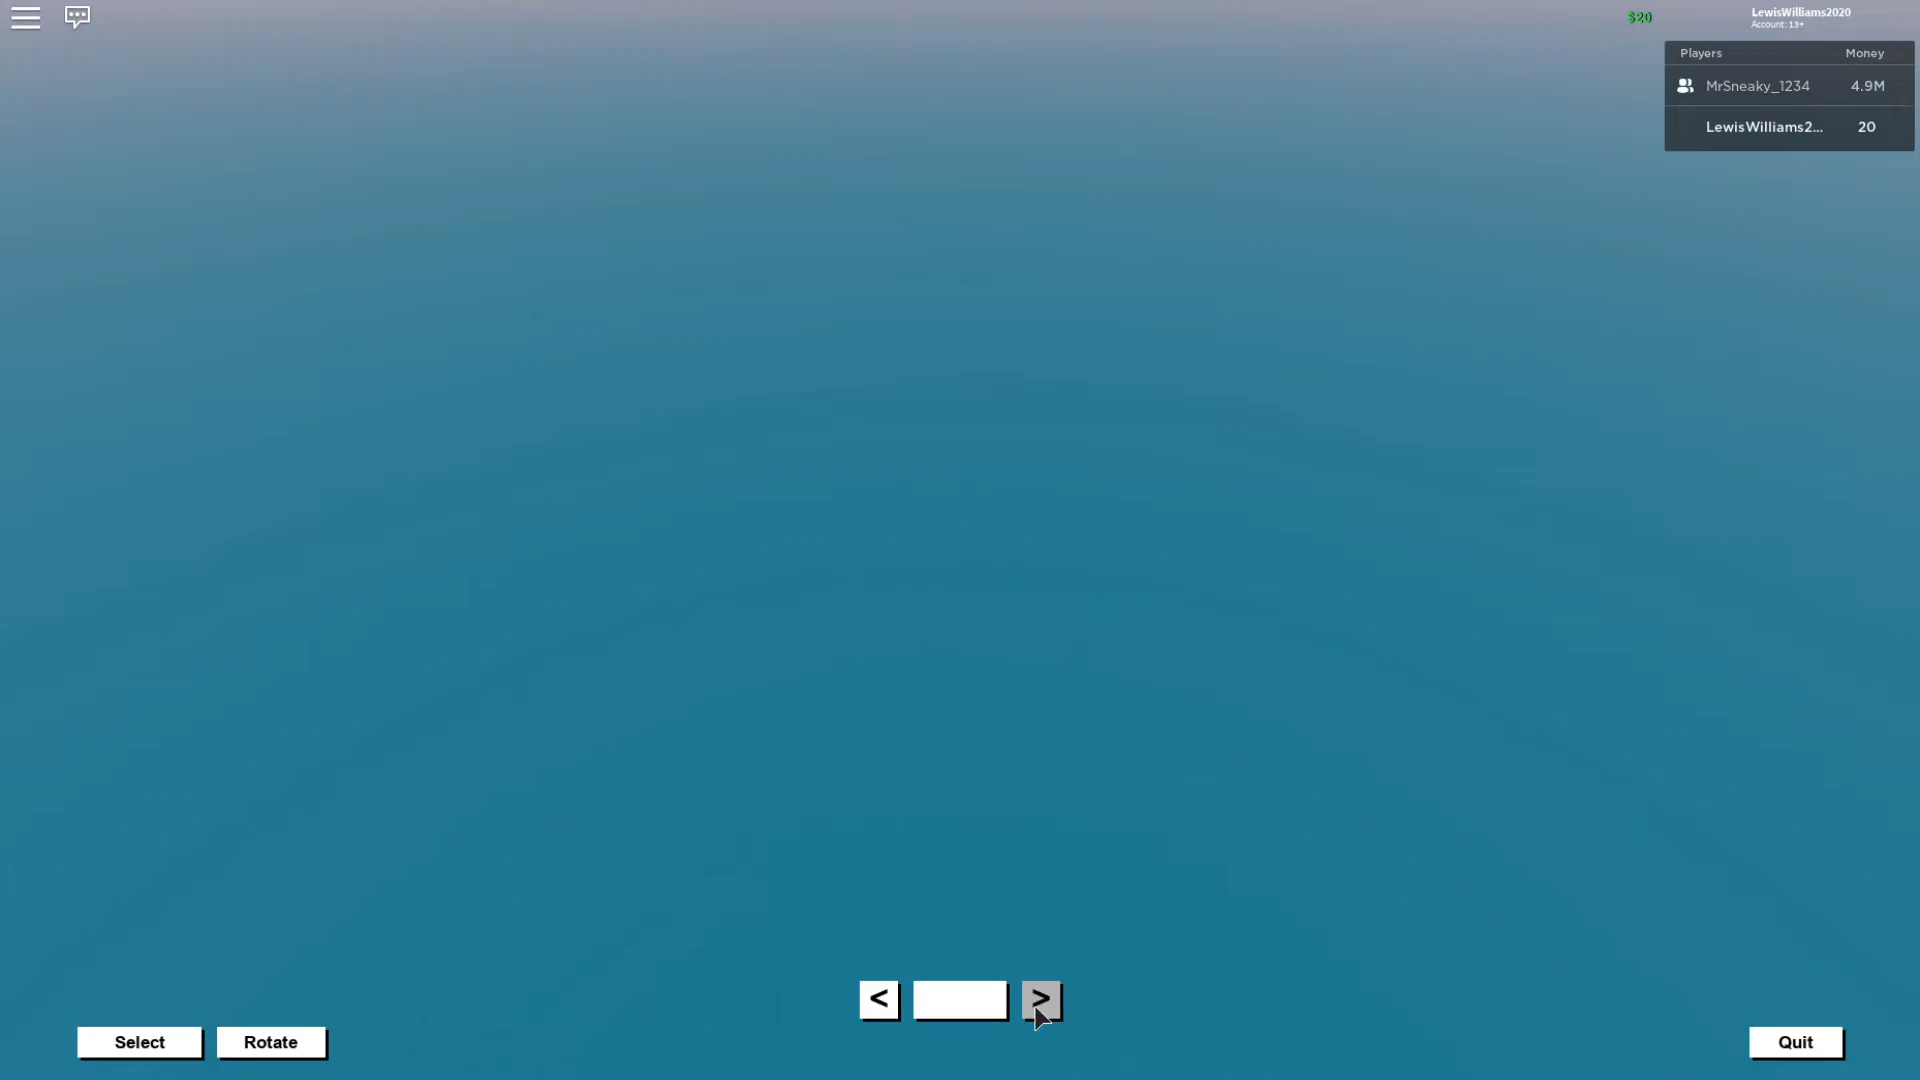 $20
LewisWilliams2020
Account: 13+
Players Money
MrSneaky_1234 4.9M
LewisWilliams2... 20
< >
Select Rotate Quit